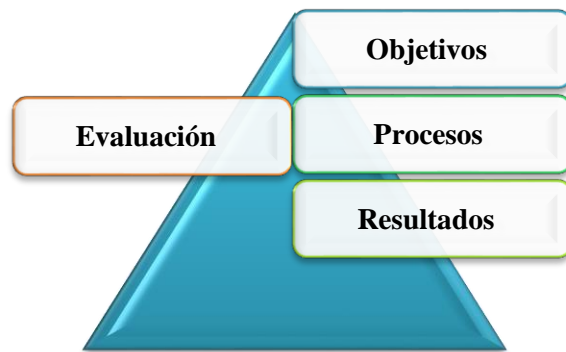 Objetivos
Evaluación
Procesos
Resultados